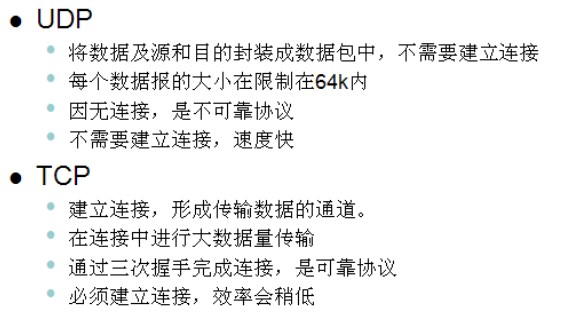 UDP
将数据及源和目的封装成数据包中，不需要建立连接
每个数据报的大小在限制在64k内
因无连接，是不可靠协议
不需要建立连接，速度快
TCP
建立连接，形成传输数据的通道。
在连接中进行大数据量传输
通过三次握手完成连接，是可靠协议
必须建立连接，效率会稍低